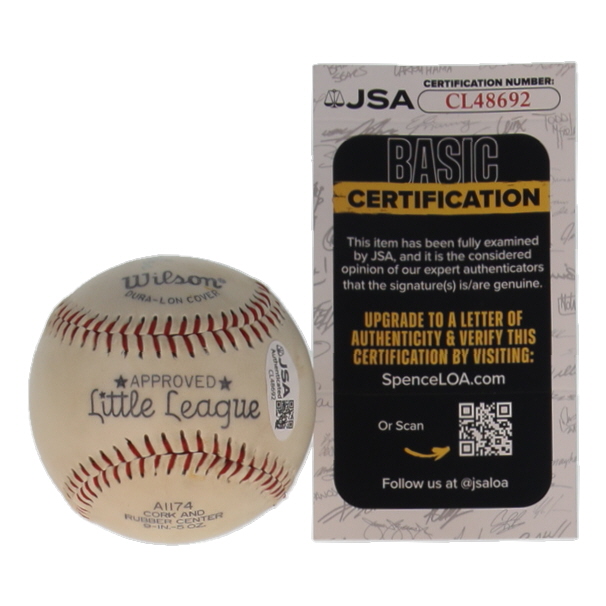 Wilson®
DURA-LON COVER
★APPROVED★
Little League
A1174
CORK AND
RUBBER CENTER
9-IN.-5 OZ.
JSA
Authenticated
CL48692
CERTIFICATION NUMBER:
JSA CL48692
BASIC
CERTIFICATION
This item has been fully examined
by JSA, and it is the considered
opinion of our expert authenticators
that the signature(s) is/are genuine.
UPGRADE TO A LETTER OF
AUTHENTICITY & VERIFY THIS
CERTIFICATION BY VISITING:
SpenceLOA.com
Or Scan
Follow us at @jsaloa